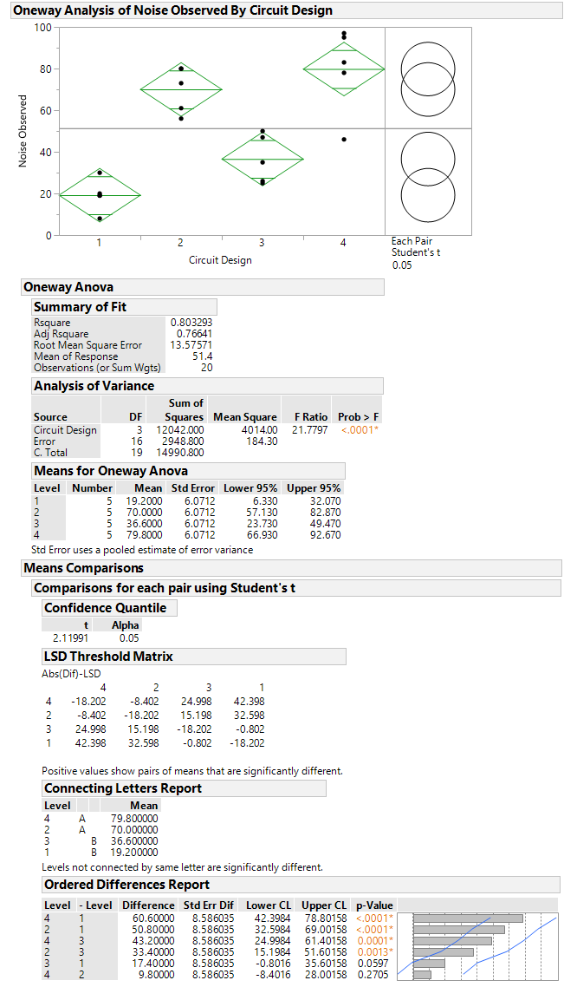 Oneway Analysis of Noise Observed By Circuit Design
100
80
60
40
20
0
Noise Observed
1 2 3 4
Circuit Design
Each Pair
Student's t
0.05
Oneway Anova
Summary of Fit
Rsquare 0.803293
Adj Rsquare 0.76641
Root Mean Square Error 13.57571
Mean of Response 51.4
Observations (or Sum Wgts) 20
Analysis of Variance
Sum of
Source DF Squares Mean Square F Ratio Prob > F
Circuit Design 3 12042.000 4014.00 21.7797 <.0001*
Error 16 2948.800 184.30
C. Total 19 14990.800
Means for Oneway Anova
Level Number Mean Std Error Lower 95% Upper 95%
1 5 19.2000 6.0712 6.330 32.070
2 5 70.0000 6.0712 57.130 82.870
3 5 36.6000 6.0712 23.730 49.470
4 5 79.8000 6.0712 66.930 92.670
Std Error uses a pooled estimate of error variance
Means Comparisons
Comparisons for each pair using Student's t
Confidence Quantile
t Alpha
2.11991 0.05
LSD Threshold Matrix
Abs(Dif)-LSD
4 2 3 1
4 -18.202 -8.402 24.998 42.398
2 -8.402 -18.202 15.198 32.598
3 24.998 15.198 -18.202 -0.802
1 42.398 32.598 -0.802 -18.202
Positive values show pairs of means that are significantly different.
Connecting Letters Report
Level Mean
4 A 79.800000
2 A 70.000000
3 B 36.600000
1 B 19.200000
Levels not connected by same letter are significantly different.
Ordered Differences Report
Level - Level Difference Std Err Dif Lower CL Upper CL p-Value
4 1 60.60000 8.586035 42.3984 78.80158 <.0001*
2 1 50.80000 8.586035 32.5984 69.00158 <.0001*
4 3 43.20000 8.586035 24.9984 61.40158 0.0001*
2 3 33.40000 8.586035 15.1984 51.60158 0.0013*
3 1 17.40000 8.586035 -0.8016 35.60158 0.0597
4 2 9.80000 8.586035 -8.4016 28.00158 0.2705